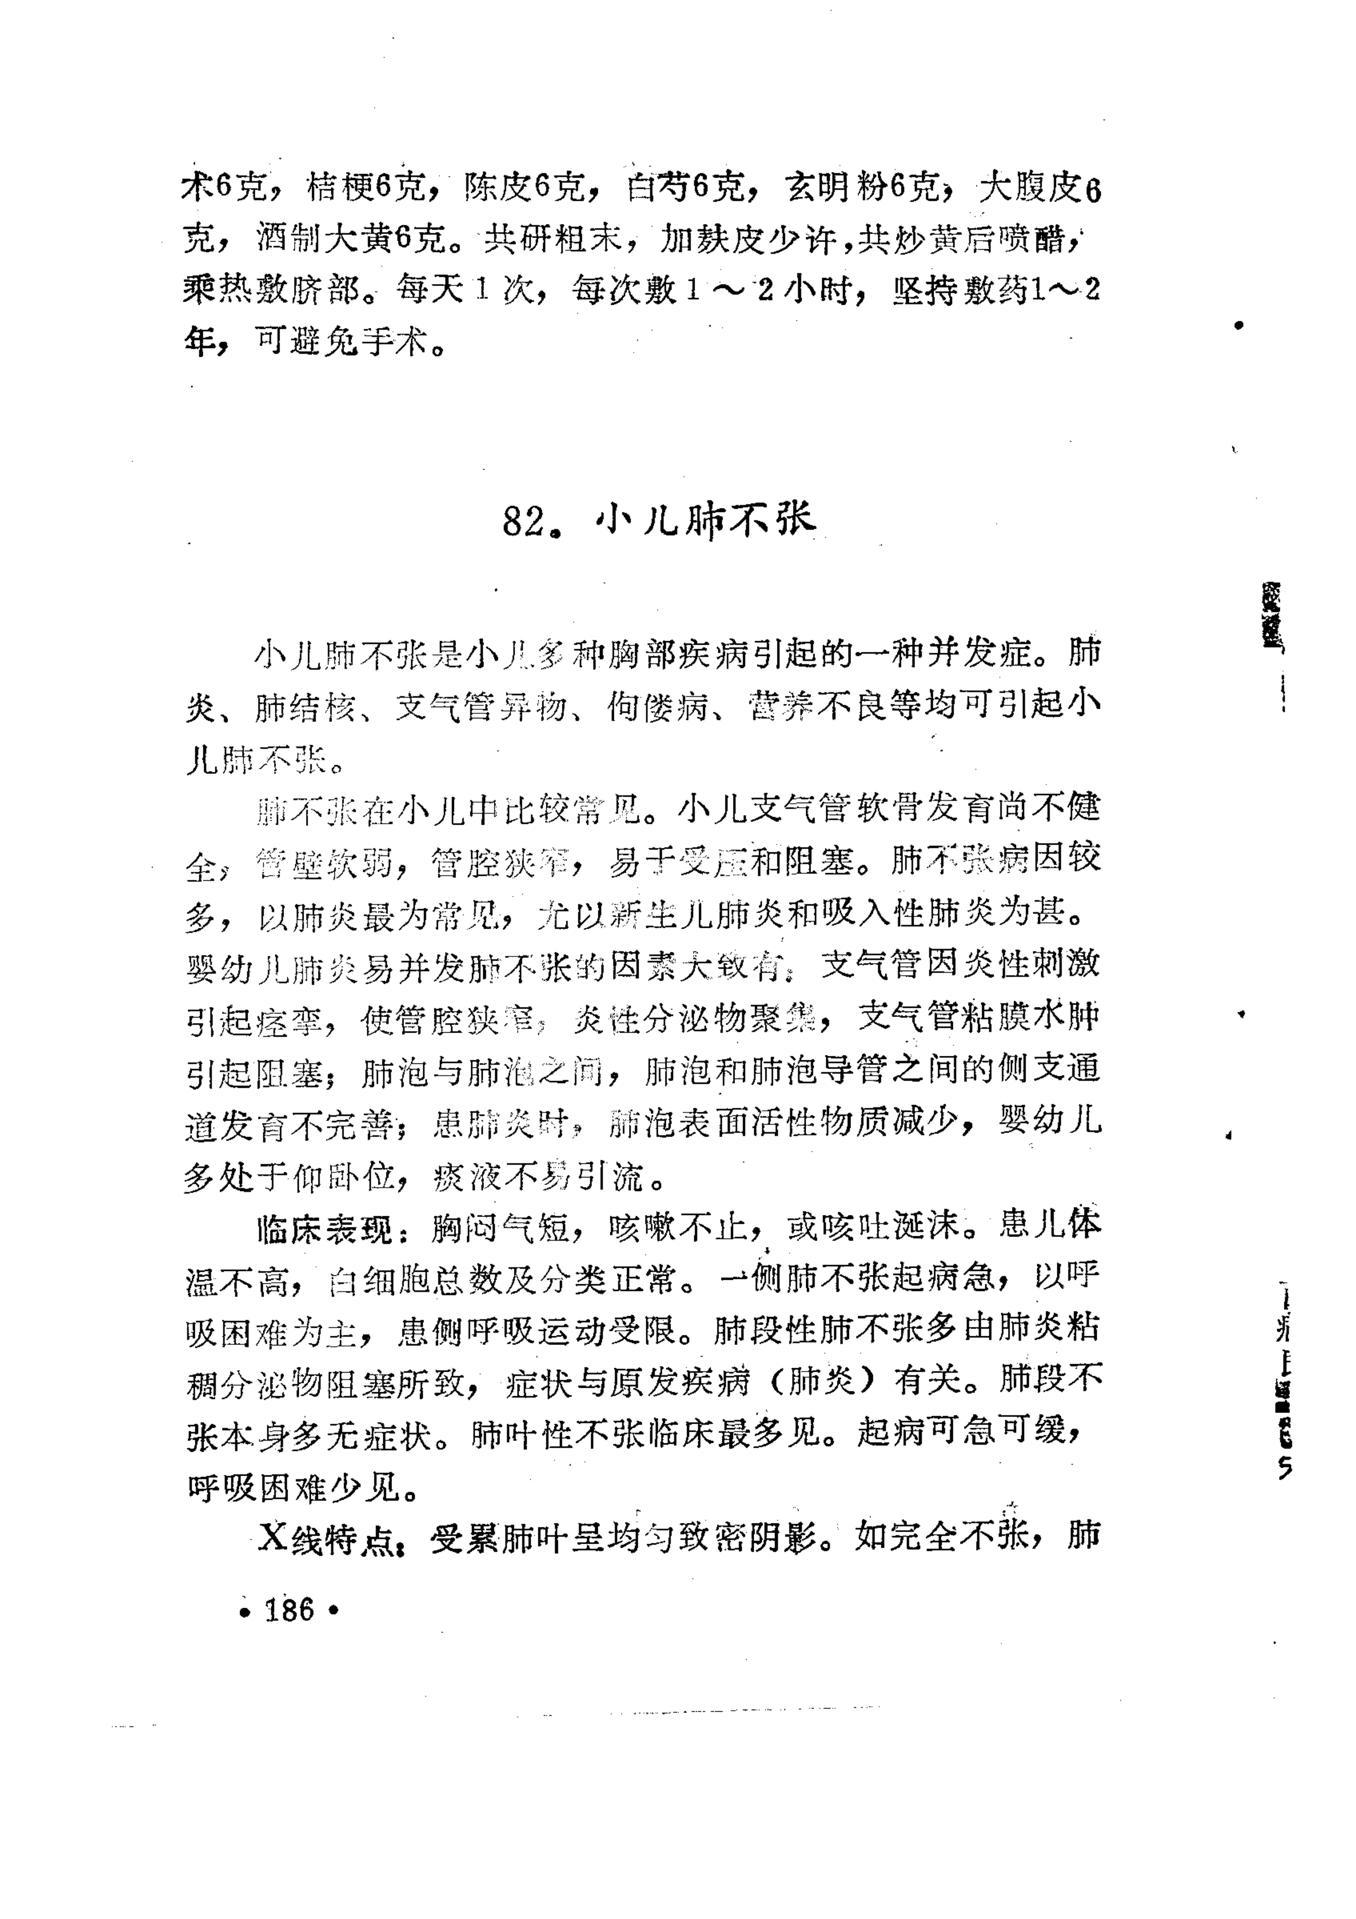 术6克，桔梗6克，陈皮6克，白芍6克，玄明粉6克，大腹皮6
克，酒制大黄6克。共研粗末，加麸皮少许，共炒黄后喷醋，
乘热敷脐部。每天1次，每次敷1～2小时，坚持敷药1～2
年，可避免手术。
82。小儿肺不张
小儿肺不张是小儿多种胸部疾病引起的一种并发症。肺
炎、肺结核、支气管异物、佝偻病、营养不良等均可引起小
儿肺不张。
肺不张在小儿中比较常见。小儿支气管软骨发育尚不健
全，管壁软弱，管腔狭窄，易于受压和阻塞。肺不张病因较
多，以肺炎最为常见，尤以新生儿肺炎和吸入性肺炎为甚。
婴幼儿肺炎易并发肺不张的因素大致有：支气管因炎性刺激
引起痉挛，使管腔狭窄，炎性分泌物聚集，支气管粘膜水肿
引起阻塞；肺泡与肺泡之间，肺泡和肺泡导管之间的侧支通
道发育不完善；患肺炎时，肺泡表面活性物质减少，婴幼儿
多处于仰卧位，痰液不易引流。
临床表现：胸闷气短，咳嗽不止，或咳吐涎沫。患儿体
温不高，白细胞总数及分类正常。一侧肺不张起病急，以呼
吸困难为主，患侧呼吸运动受限。肺段性肺不张多由肺炎粘
稠分泌物阻塞所致，症状与原发疾病（肺炎）有关。肺段不
张本身多无症状。肺叶性不张临床最多见。起病可急可缓，
呼吸困难少见。
X线特点：受累肺叶呈均匀致密阴影。如完全不张，肺
• 186 •